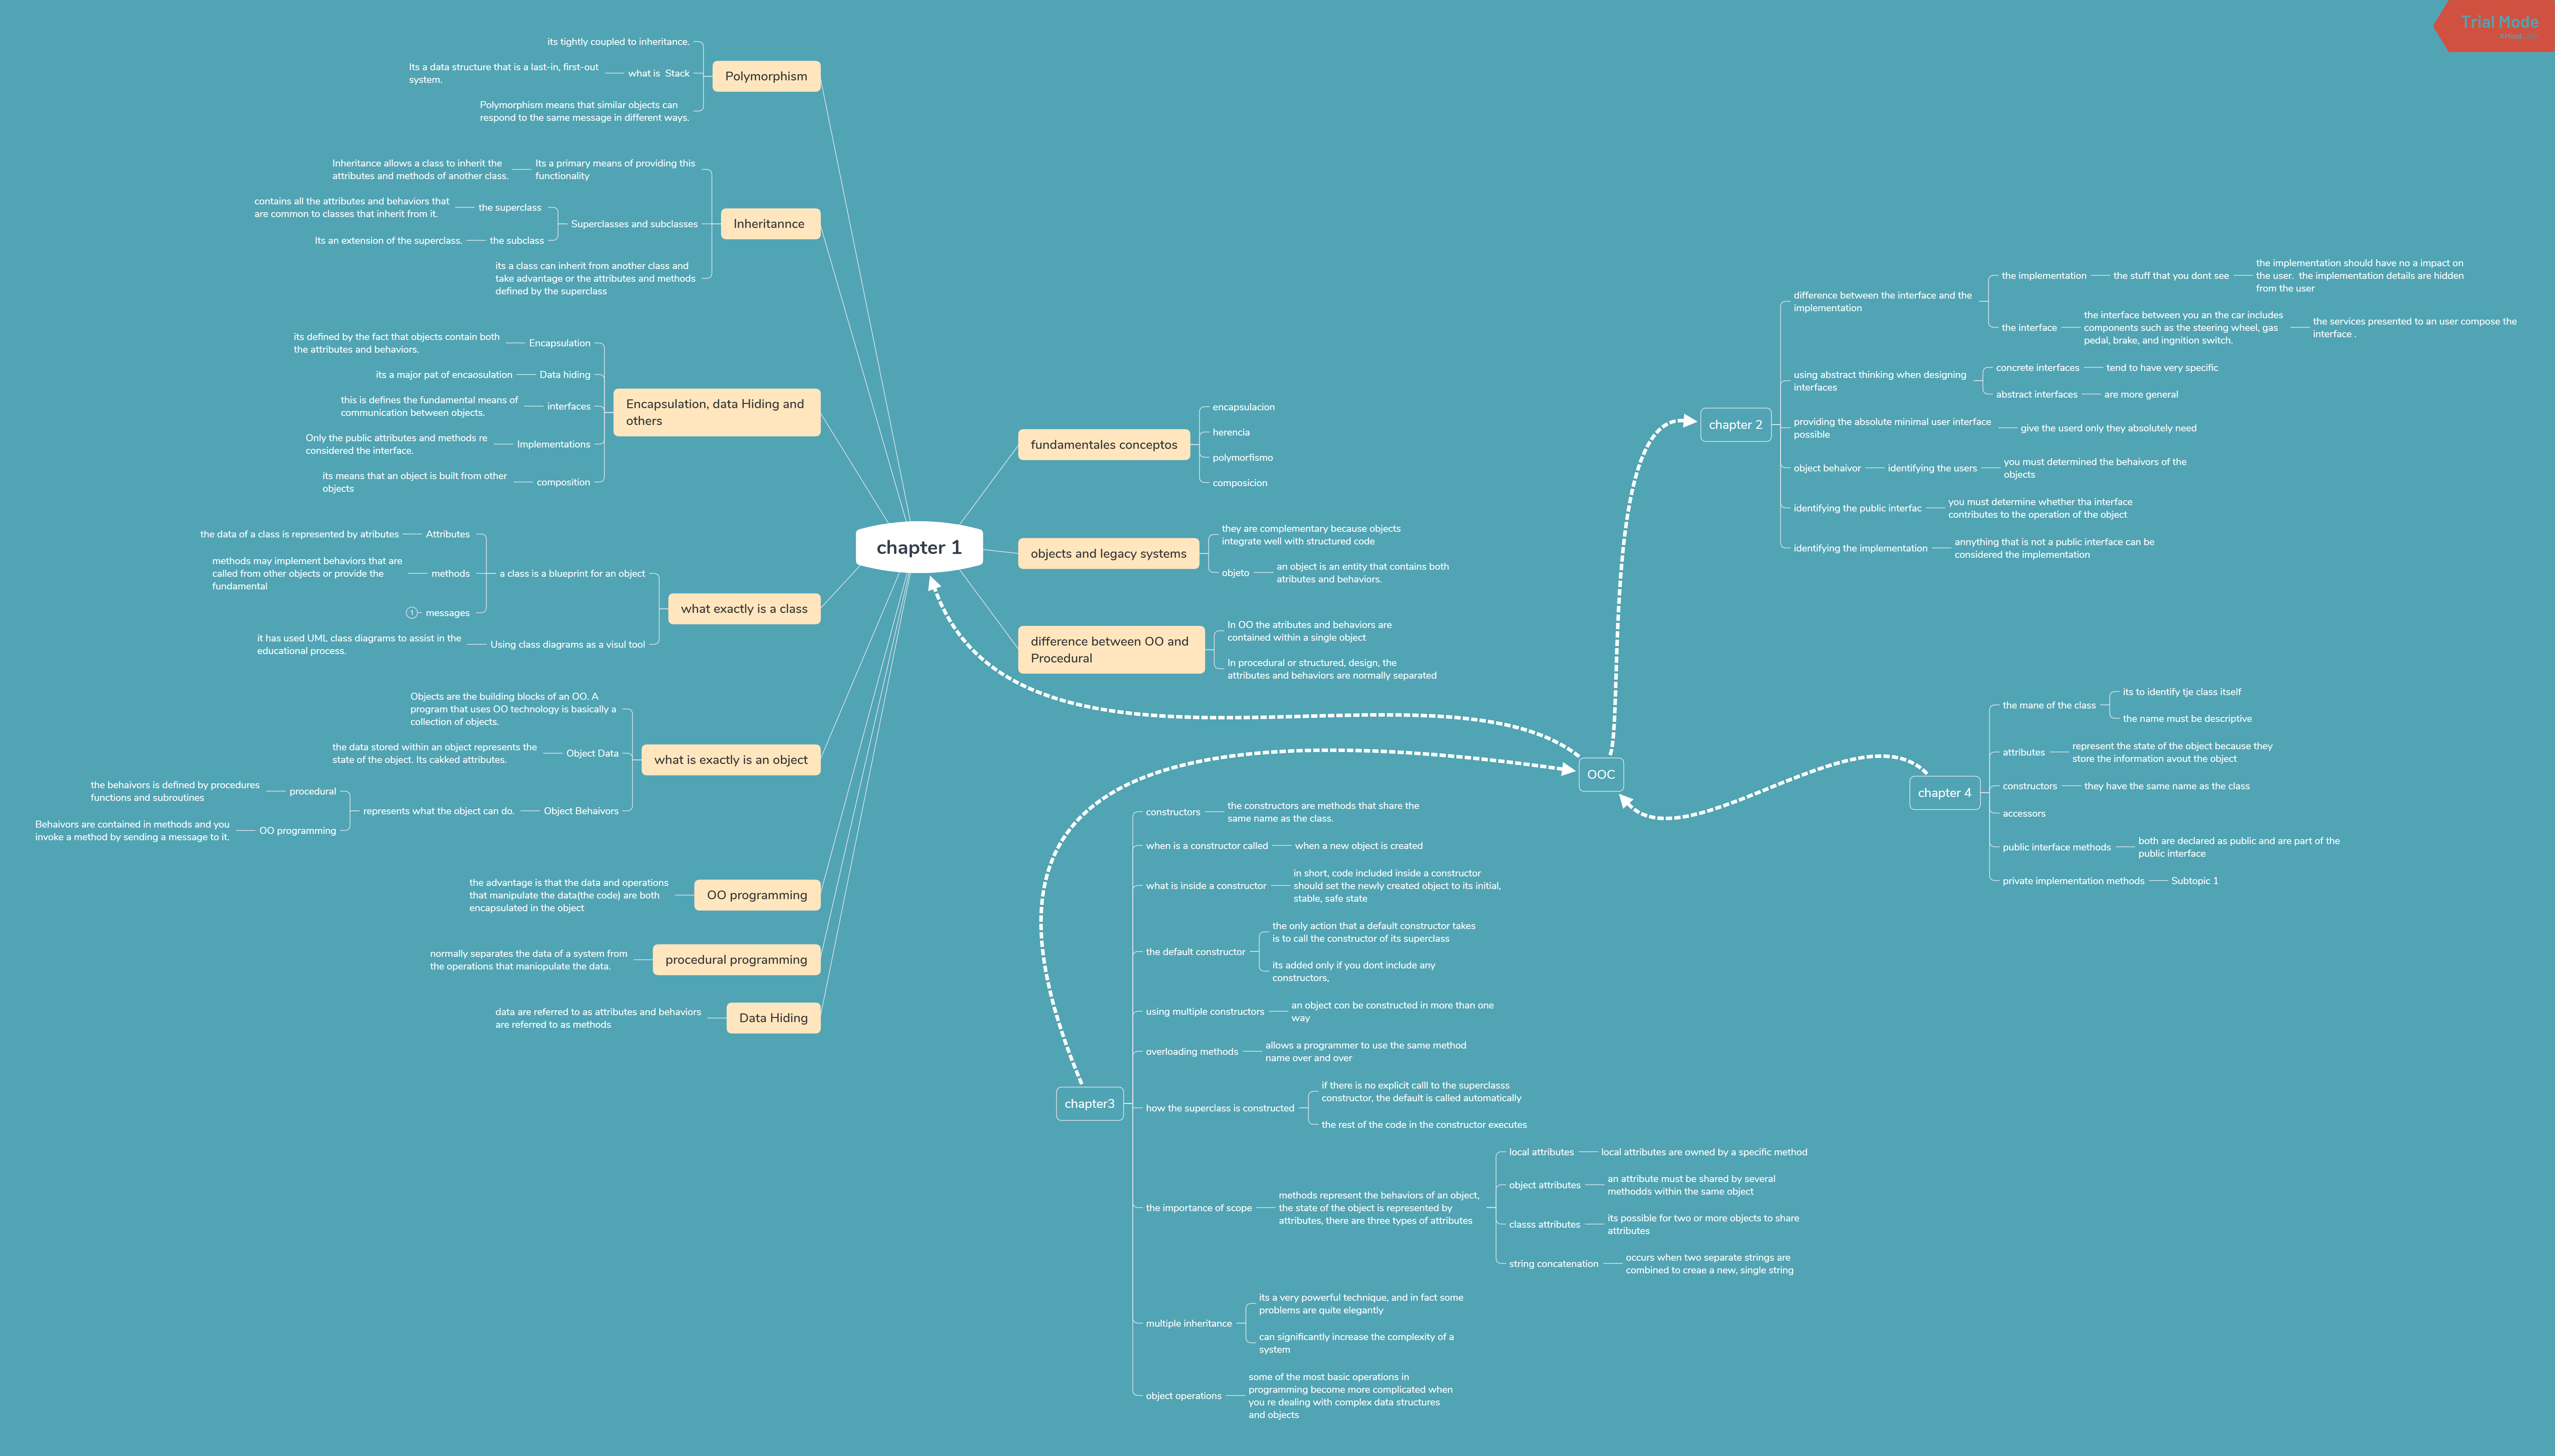 Trial Mode
its tightly coupled to inheritance.
Its a data structure that is a last-in, first-out
system.
what is  Stack
Polymorphism means that similar objects can
respond to the same message in different ways.
Polymorphism
Inheritance allows a class to inherit the
attributes and methods of another class.
Its a primary means of providing this
functionality
contains all the attributes and behaviors that
are common to classes that inherit from it.
the superclass
Superclasses and subclasses
Its an extension of the superclass.
the subclass
its a class can inherit from another class and
take advantage or the attributes and methods
defined by the superclass
Inheritannce
its defined by the fact that objects contain both
the attributes and behaviors.
Encapsulation
its a major pat of encaosulation
Data hiding
this is defines the fundamental means of
communication between objects.
interfaces
Only the public attributes and methods re
considered the interface.
Implementations
its means that an object is built from other
objects
composition
Encapsulation, data Hiding and
others
the data of a class is represented by atributes
Attributes
methods may implement behaviors that are
called from other objects or provide the
fundamental
methods
a class is a blueprint for an object
1
messages
it has used UML class diagrams to assist in the
educational process.
Using class diagrams as a visul tool
what exactly is a class
Objects are the building blocks of an OO. A
program that uses OO technology is basically a
collection of objects.
the data stored within an object represents the
state of the object. Its cakked attributes.
Object Data
the behaivors is defined by procedures
functions and subroutines
procedural
Behaivors are contained in methods and you
invoke a method by sending a message to it.
OO programming
represents what the object can do.
Object Behaivors
what is exactly is an object
the advantage is that the data and operations
that manipulate the data(the code) are both
encapsulated in the object
OO programming
normally separates the data of a system from
the operations that maniopulate the data.
procedural programming
data are referred to as attributes and behaviors
are referred to as methods
Data Hiding
chapter 1
fundamentales conceptos
encapsulacion
herencia
polymorfismo
composicion
objects and legacy systems
they are complementary because objects
integrate well with structured code
objeto
an object is an entity that contains both
atributes and behaviors.
difference between OO and
Procedural
In OO the atributes and behaviors are
contained within a single object
In procedural or structured, design, the
attributes and behaviors are normally separated
OOC
chapter 2
difference between the interface and the
implementation
the implementation
the stuff that you dont see
the implementation should have no a impact on
the user.  the implementation details are hidden
from the user
the interface
the interface between you an the car includes
components such as the steering wheel, gas
pedal, brake, and ingnition switch.
the services presented to an user compose the
interface .
using abstract thinking when designing
interfaces
concrete interfaces
tend to have very specific
abstract interfaces
are more general
providing the absolute minimal user interface
possible
give the userd only they absolutely need
object behaivor
identifying the users
you must determined the behaivors of the
objects
identifying the public interfac
you must determine whether tha interface
contributes to the operation of the object
identifying the implementation
annything that is not a public interface can be
considered the implementation
chapter 4
the mane of the class
its to identify tje class itself
the name must be descriptive
attributes
represent the state of the object because they
store the information avout the object
constructors
they have the same name as the class
accessors
public interface methods
both are declared as public and are part of the
public interface
private implementation methods
Subtopic 1
chapter3
constructors
the constructors are methods that share the
same name as the class.
when is a constructor called
when a new object is created
what is inside a constructor
in short, code included inside a constructor
should set the newly created object to its initial,
stable, safe state
the default constructor
the only action that a default constructor takes
is to call the constructor of its superclass
its added only if you dont include any
constructors,
using multiple constructors
an object con be constructed in more than one
way
overloading methods
allows a programmer to use the same method
name over and over
how the superclass is constructed
if there is no explicit calll to the superclasss
constructor, the default is called automatically
the rest of the code in the constructor executes
the importance of scope
methods represent the behaviors of an object,
the state of the object is represented by
attributes, there are three types of attributes
local attributes
local attributes are owned by a specific method
object attributes
an attribute must be shared by several
methodds within the same object
classs attributes
its possible for two or more objects to share
attributes
string concatenation
occurs when two separate strings are
combined to creae a new, single string
multiple inheritance
its a very powerful technique, and in fact some
problems are quite elegantly
can significantly increase the complexity of a
system
object operations
some of the most basic operations in
programming become more complicated when
you re dealing with complex data structures
and objects